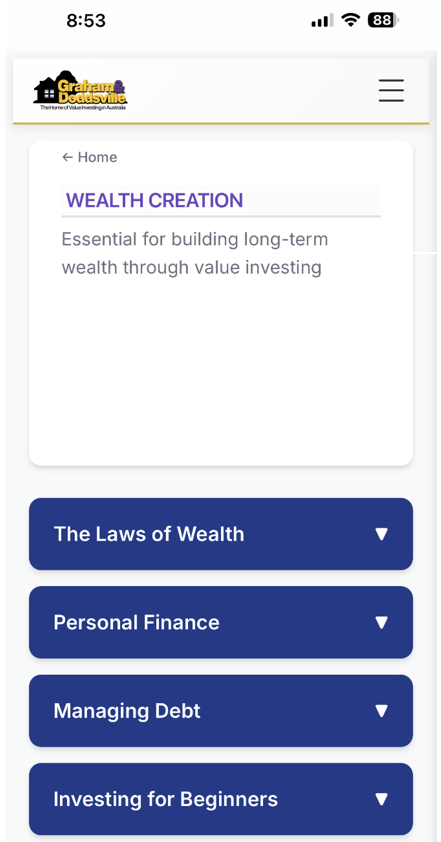 8:53
88
Graham&
Doddsville
The Home of Value Investing in Australia
← Home
WEALTH CREATION
Essential for building long-term
wealth through value investing
The Laws of Wealth
Personal Finance
Managing Debt
Investing for Beginners